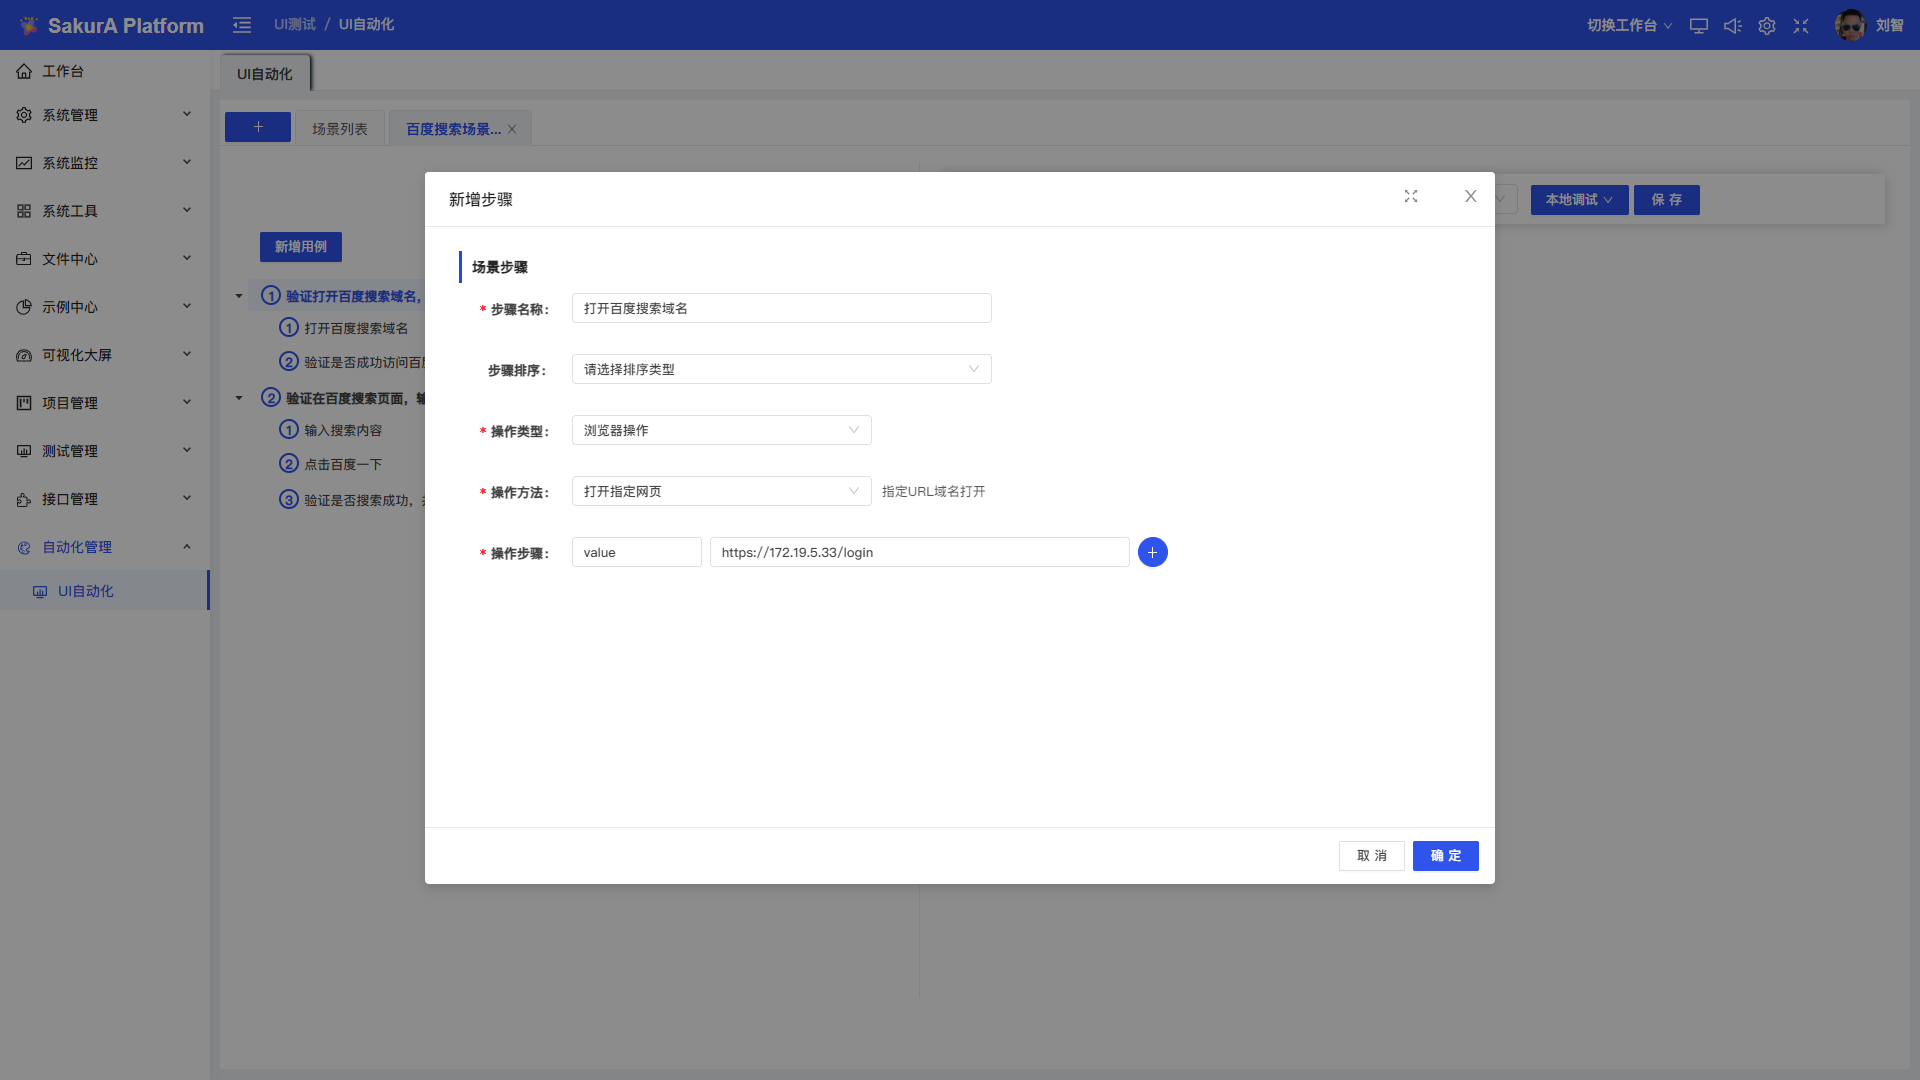 SakurA Platform
UI测试 / UI自动化
切换工作台
刘智
工作台
系统管理
系统监控
系统工具
文件中心
示例中心
可视化大屏
项目管理
测试管理
接口管理
自动化管理
UI自动化
UI自动化
+
场景列表
百度搜索场景...
本地调试
保 存
新增用例
1 验证打开百度搜索域名,
1 打开百度搜索域名
2 验证是否成功访问百
2 验证在百度搜索页面,
1 输入搜索内容
2 点击百度一下
3 验证是否搜索成功,
新增步骤
场景步骤
* 步骤名称:
打开百度搜索域名
步骤排序:
请选择排序类型
* 操作类型:
浏览器操作
* 操作方法:
打开指定网页
指定URL域名打开
* 操作步骤:
value
https://172.19.5.33/login
+
取 消
确 定